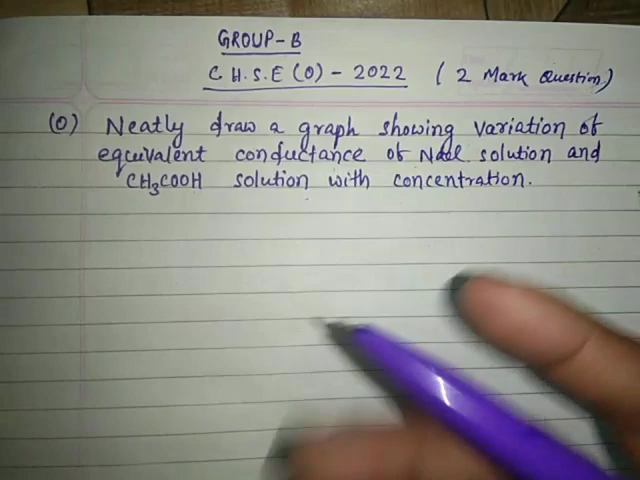 GROUP-B
C.H.S.E (O) - 2022 (2 Mark Question)
(O) Neatly draw a graph showing variation of
equivalent conductance of NaCl solution and
CH3COOH solution with concentration.